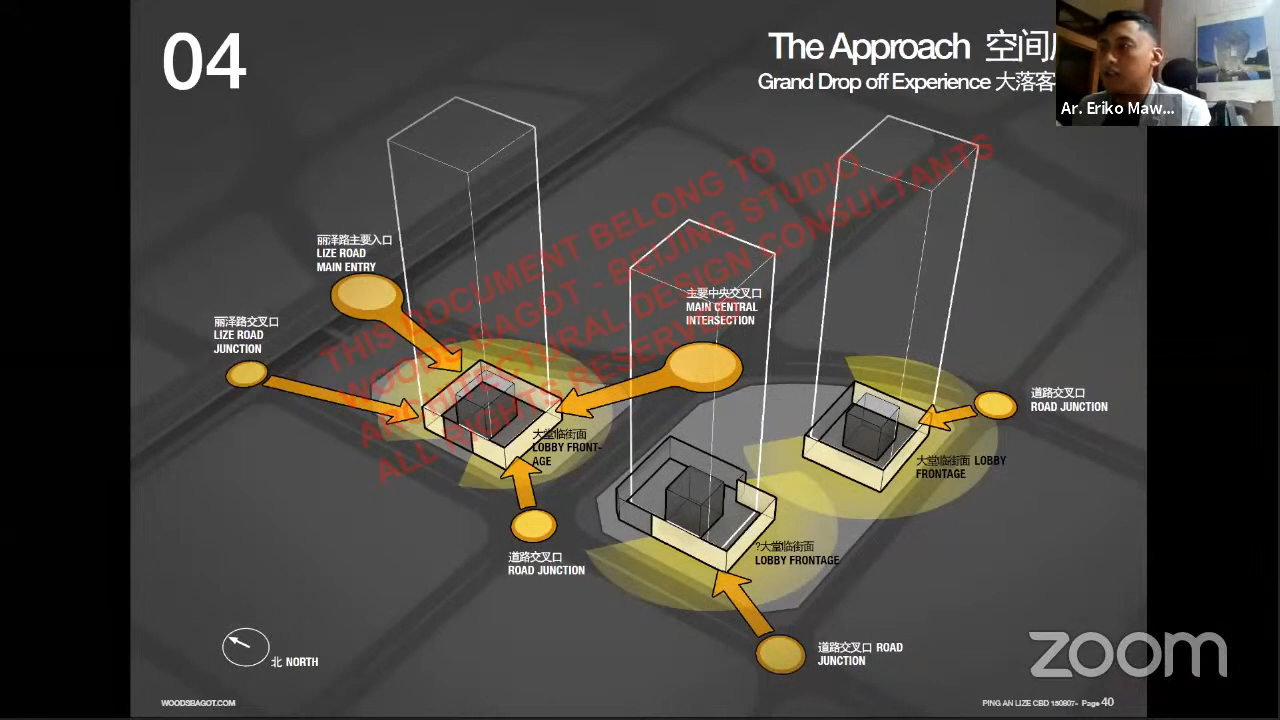 04
The Approach 空间
Grand Drop off Experience 大落客
Ar. Eriko Maw...
THIS DOCUMENT BELONG TO
WOODS BAGOT - BEIJING STUDIO
ARCHITECTURAL DESIGN CONSULTANTS
ALL RIGHTS RESERVED
丽泽路主要入口
LIZE ROAD
MAIN ENTRY
丽泽路交叉口
LIZE ROAD
JUNCTION
主要中央交叉口
MAIN CENTRAL
INTERSECTION
道路交叉口
ROAD JUNCTION
大堂临街面
LOBBY FRONT-
AGE
大堂临街面 LOBBY
FRONTAGE
?大堂临街面
LOBBY FRONTAGE
道路交叉口
ROAD JUNCTION
道路交叉口 ROAD
JUNCTION
北 NORTH
zoom
WOODSBAGOT.COM
PING AN LIZE CBD 150807- Page 40